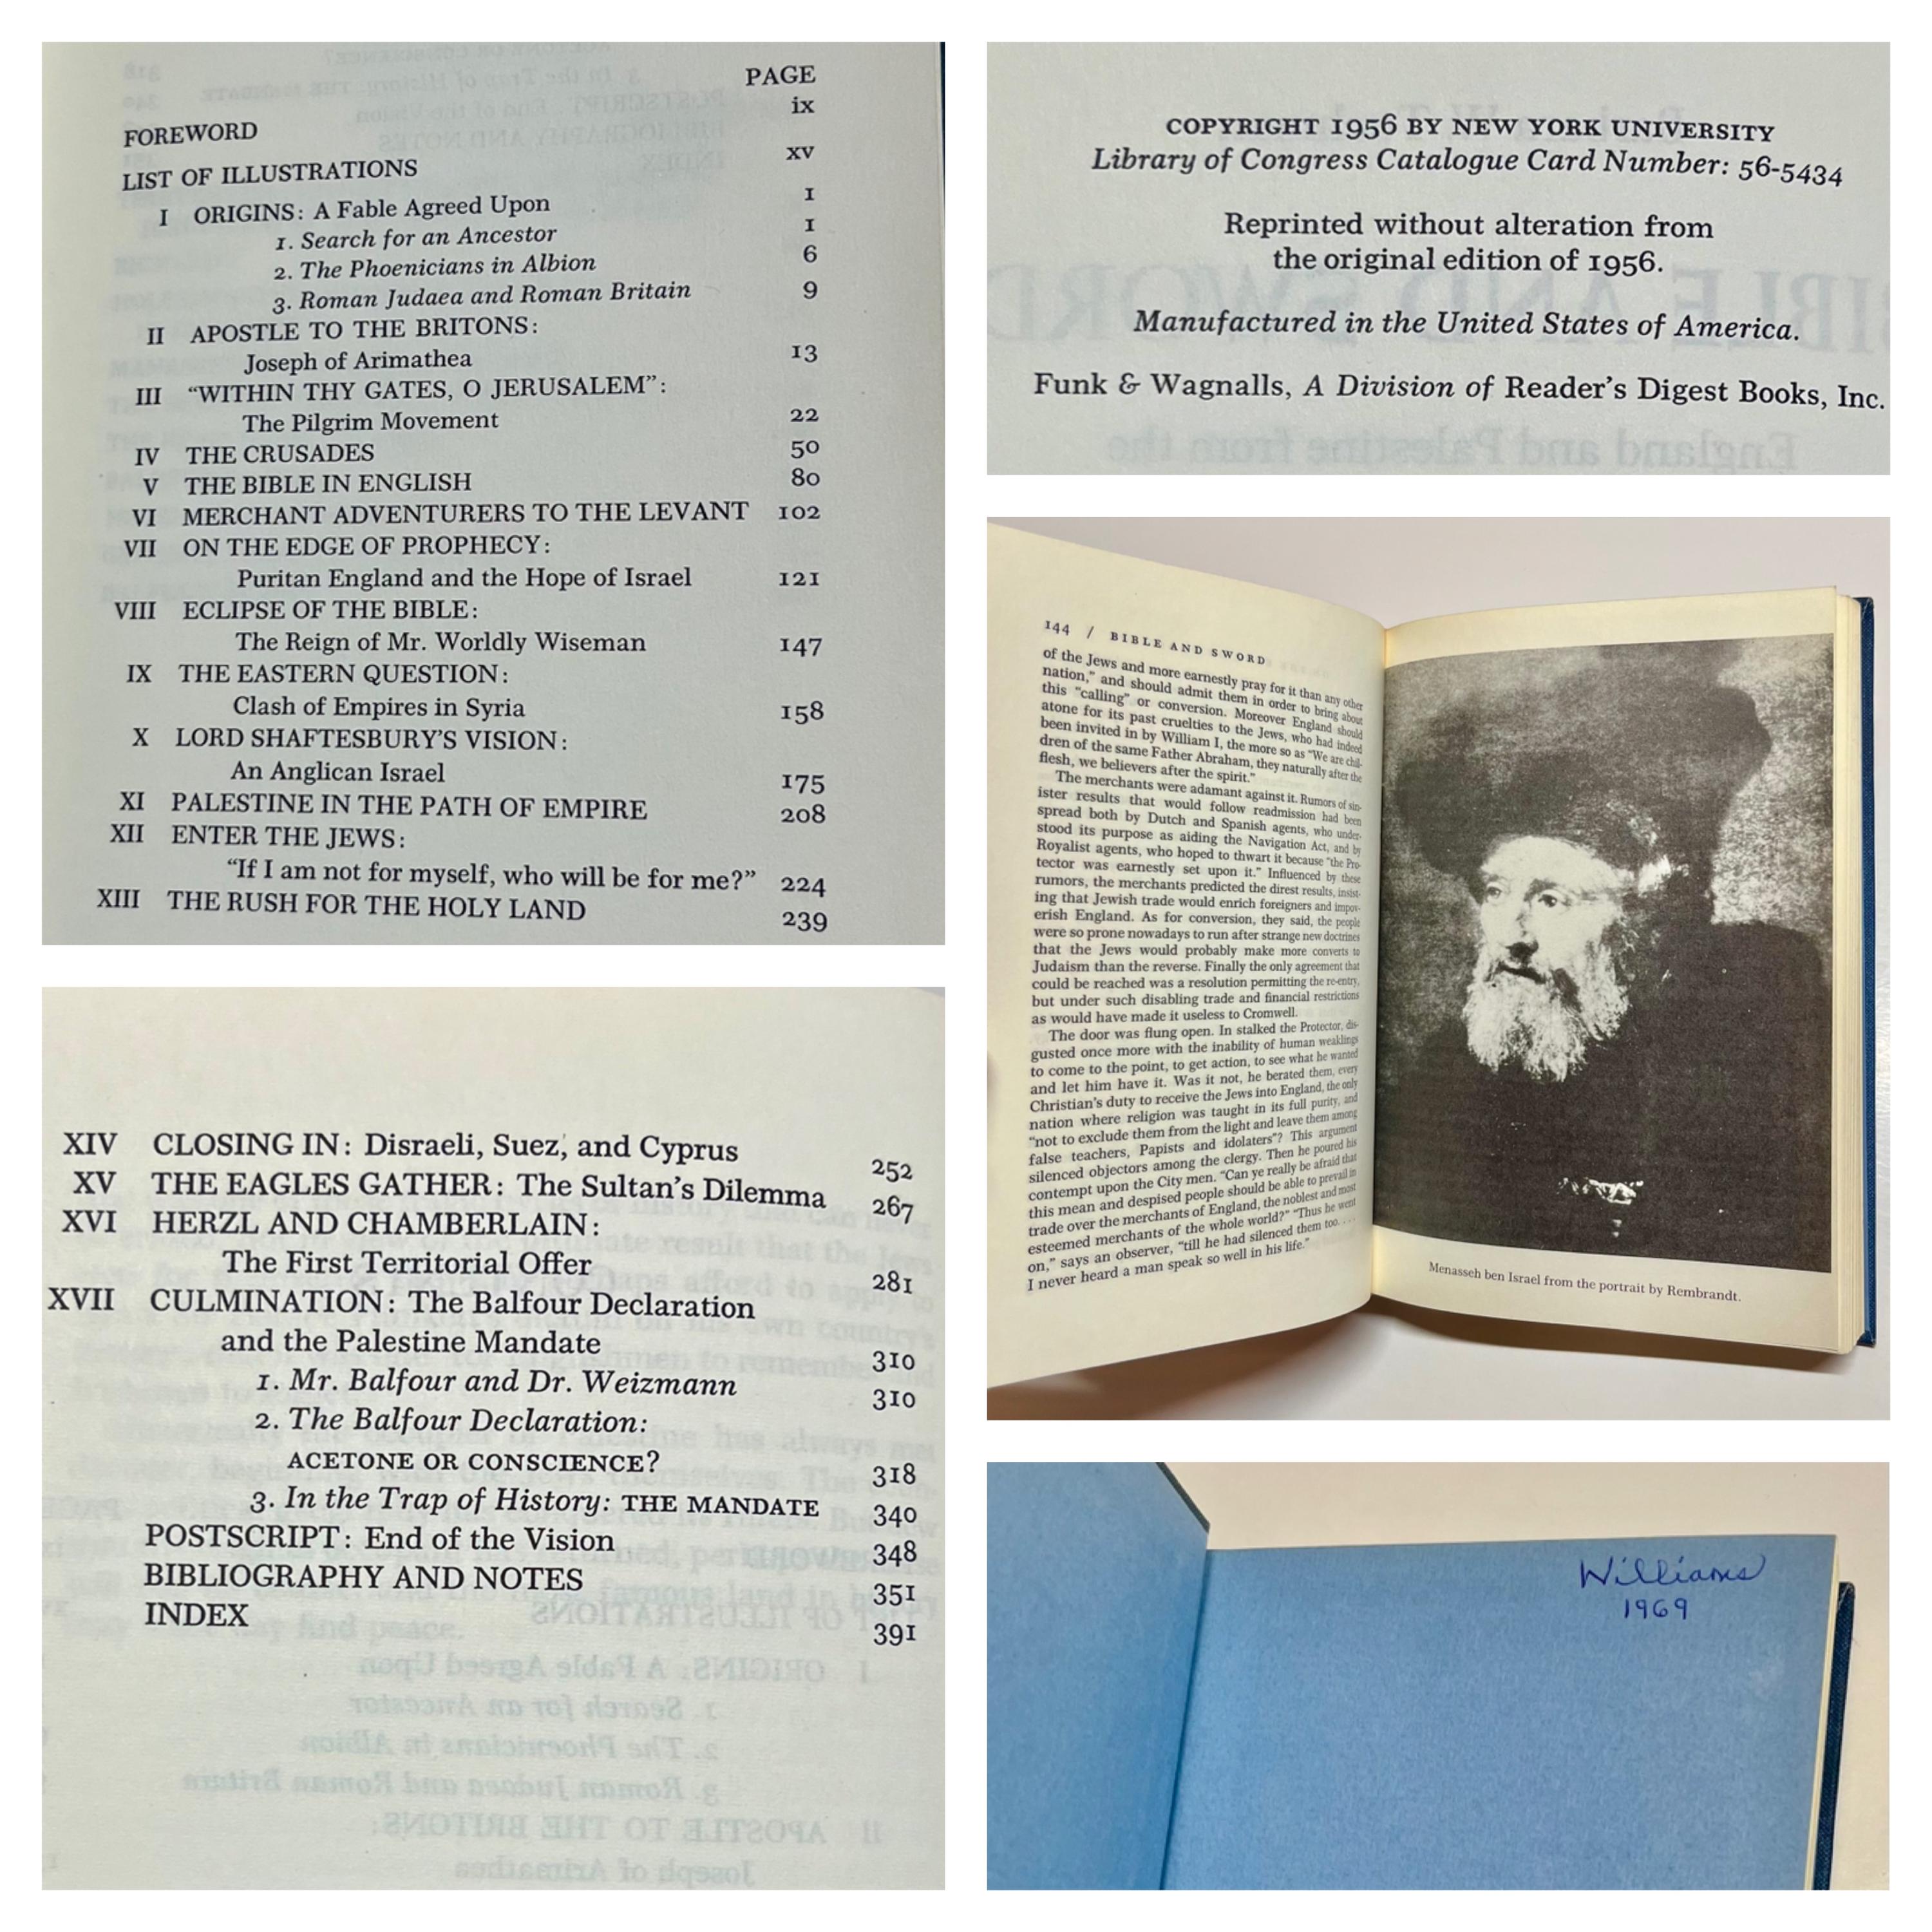 PAGE
FOREWORD ix
LIST OF ILLUSTRATIONS xv
I ORIGINS: A Fable Agreed Upon 1
1. Search for an Ancestor 1
2. The Phoenicians in Albion 6
3. Roman Judaea and Roman Britain 9
II APOSTLE TO THE BRITONS:
Joseph of Arimathea 13
III “WITHIN THY GATES, O JERUSALEM”:
The Pilgrim Movement 22
IV THE CRUSADES 50
V THE BIBLE IN ENGLISH 80
VI MERCHANT ADVENTURERS TO THE LEVANT 102
VII ON THE EDGE OF PROPHECY:
Puritan England and the Hope of Israel 121
VIII ECLIPSE OF THE BIBLE:
The Reign of Mr. Worldly Wiseman 147
IX THE EASTERN QUESTION:
Clash of Empires in Syria 158
X LORD SHAFTESBURY’S VISION:
An Anglican Israel 175
XI PALESTINE IN THE PATH OF EMPIRE 208
XII ENTER THE JEWS:
“If I am not for myself, who will be for me?” 224
XIII THE RUSH FOR THE HOLY LAND 239
XIV CLOSING IN: Disraeli, Suez, and Cyprus 252
XV THE EAGLES GATHER: The Sultan’s Dilemma 267
XVI HERZL AND CHAMBERLAIN:
The First Territorial Offer 281
XVII CULMINATION: The Balfour Declaration
and the Palestine Mandate 310
1. Mr. Balfour and Dr. Weizmann 310
2. The Balfour Declaration:
ACETONE OR CONSCIENCE? 318
3. In the Trap of History: THE MANDATE 340
POSTSCRIPT: End of the Vision 348
BIBLIOGRAPHY AND NOTES 351
INDEX 391
COPYRIGHT 1956 BY NEW YORK UNIVERSITY
Library of Congress Catalogue Card Number: 56-5434
Reprinted without alteration from
the original edition of 1956.
Manufactured in the United States of America.
Funk & Wagnalls, A Division of Reader’s Digest Books, Inc.
144 / BIBLE AND SWORD
of the Jews and more earnestly pray for it than any other
nation,” and should admit them in order to bring about
this “calling” or conversion. Moreover England should
atone for its past cruelties to the Jews, who had indeed
been invited in by William I, the more so as “We are chil-
dren of the same Father Abraham, they naturally after the
flesh, we believers after the spirit.”
The merchants were adamant against it. Rumors of sin-
ister results that would follow readmission had been
spread both by Dutch and Spanish agents, who under-
stood its purpose as aiding the Navigation Act, and by
Royalist agents, who hoped to thwart it because “the Pro-
tector was earnestly set upon it.” Influenced by these
rumors, the merchants predicted the direst results, insist-
ing that Jewish trade would enrich foreigners and impov-
erish England. As for conversion, they said, the people
were so prone nowadays to run after strange new doctrines
that the Jews would probably make more converts to
Judaism than the reverse. Finally the only agreement that
could be reached was a resolution permitting the re-entry,
but under such disabling trade and financial restrictions
as would have made it useless to Cromwell.
The door was flung open. In stalked the Protector, dis-
gusted once more with the inability of human weaklings
to come to the point, to get action, to see what he wanted
and let him have it. Was it not, he berated them, every
Christian’s duty to receive the Jews into England, the only
nation where religion was taught in its full purity, and
“not to exclude them from the light and leave them among
false teachers, Papists and idolaters”? This argument
silenced objectors among the clergy. Then he poured his
contempt upon the City men. “Can ye really be afraid that
this mean and despised people should be able to prevail in
trade over the merchants of England, the noblest and most
esteemed merchants of the whole world?” “Thus he went
on,” says an observer, “till he had silenced them too. . . .
I never heard a man speak so well in his life.”
Menasseh ben Israel from the portrait by Rembrandt.
Williams
1969